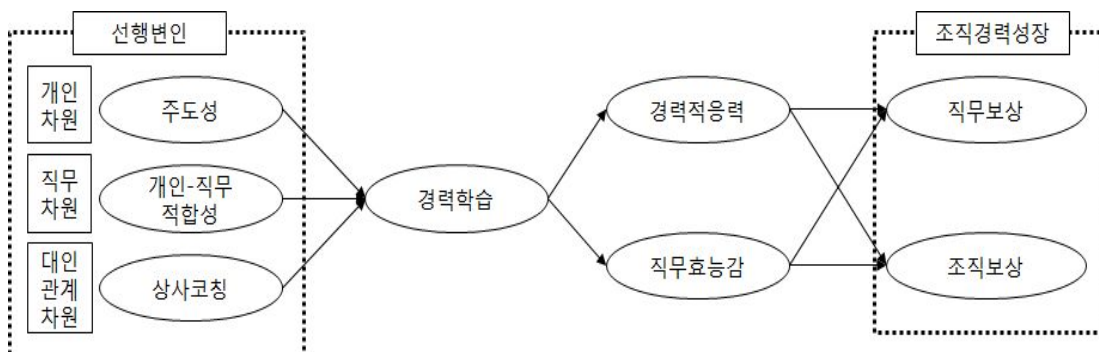 선행변인
개인
차원
주도성
직무
차원
개인-직무
적합성
대인
관계
차원
상사코칭
경력학습
경력적응력
직무효능감
조직경력성장
직무보상
조직보상